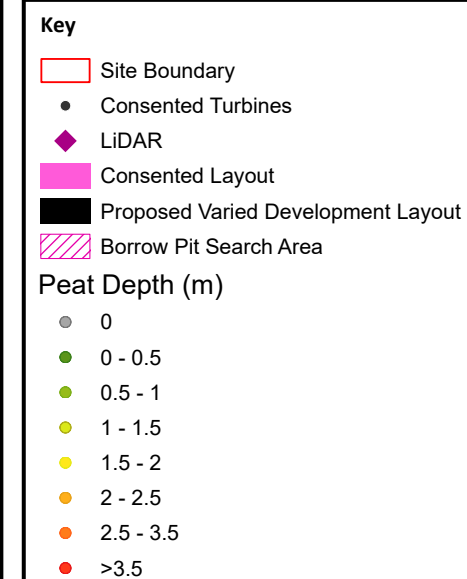 Key
Site Boundary
Consented Turbines
LiDAR
Consented Layout
Proposed Varied Development Layout
Borrow Pit Search Area
Peat Depth (m)
0
0 - 0.5
0.5 - 1
1 - 1.5
1.5 - 2
2 - 2.5
2.5 - 3.5
>3.5